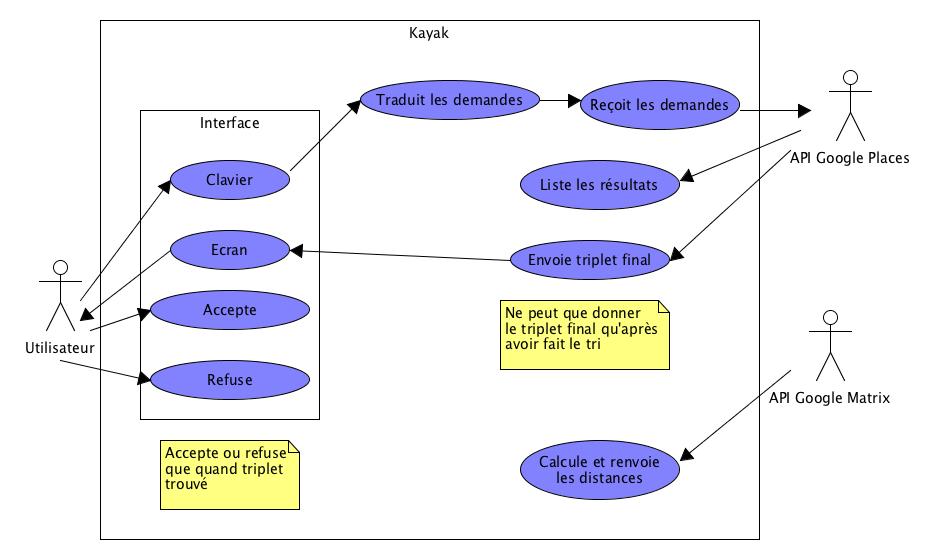 Kayak
Interface
Traduit les demandes
Reçoit les demandes
API Google Places
Clavier
Liste les résultats
Ecran
Envoie triplet final
Accepte
Ne peut que donner
le triplet final qu'après
avoir fait le tri
Utilisateur
Refuse
API Google Matrix
Accepte ou refuse
que quand triplet
trouvé
Calcule et renvoie
les distances